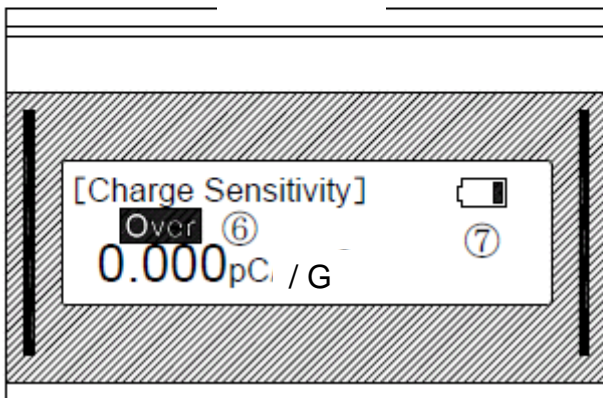 [Charge Sensitivity]
Over ⑥
⑦
0.000pC / G